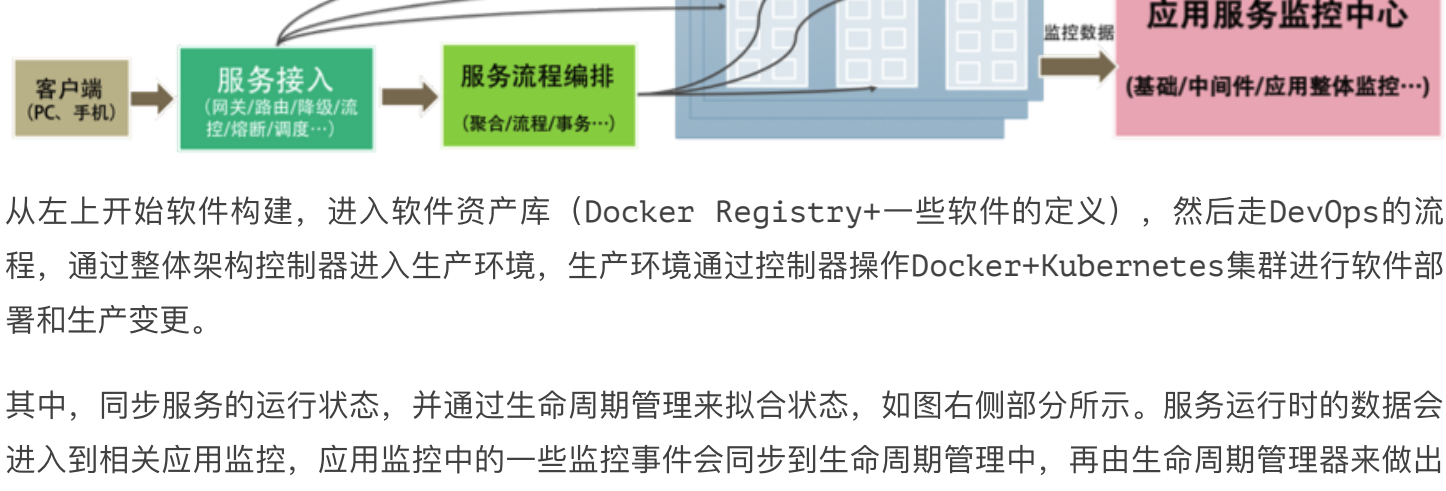 应用服务监控中心
监控数据
(基础/中间件/应用整体监控…)
客户端
(PC、手机)
服务接入
(网关/路由/降级/流
控/熔断/调度…)
服务流程编排
(聚合/流程/事务…)
从左上开始软件构建，进入软件资产库（Docker Registry+一些软件的定义），然后走DevOps的流
程，通过整体架构控制器进入生产环境，生产环境通过控制器操作Docker+Kubernetes集群进行软件部
署和生产变更。
其中，同步服务的运行状态，并通过生命周期管理来拟合状态，如图右侧部分所示。服务运行时的数据会
进入到相关应用监控，应用监控中的一些监控事件会同步到生命周期管理中，再由生命周期管理器来做出